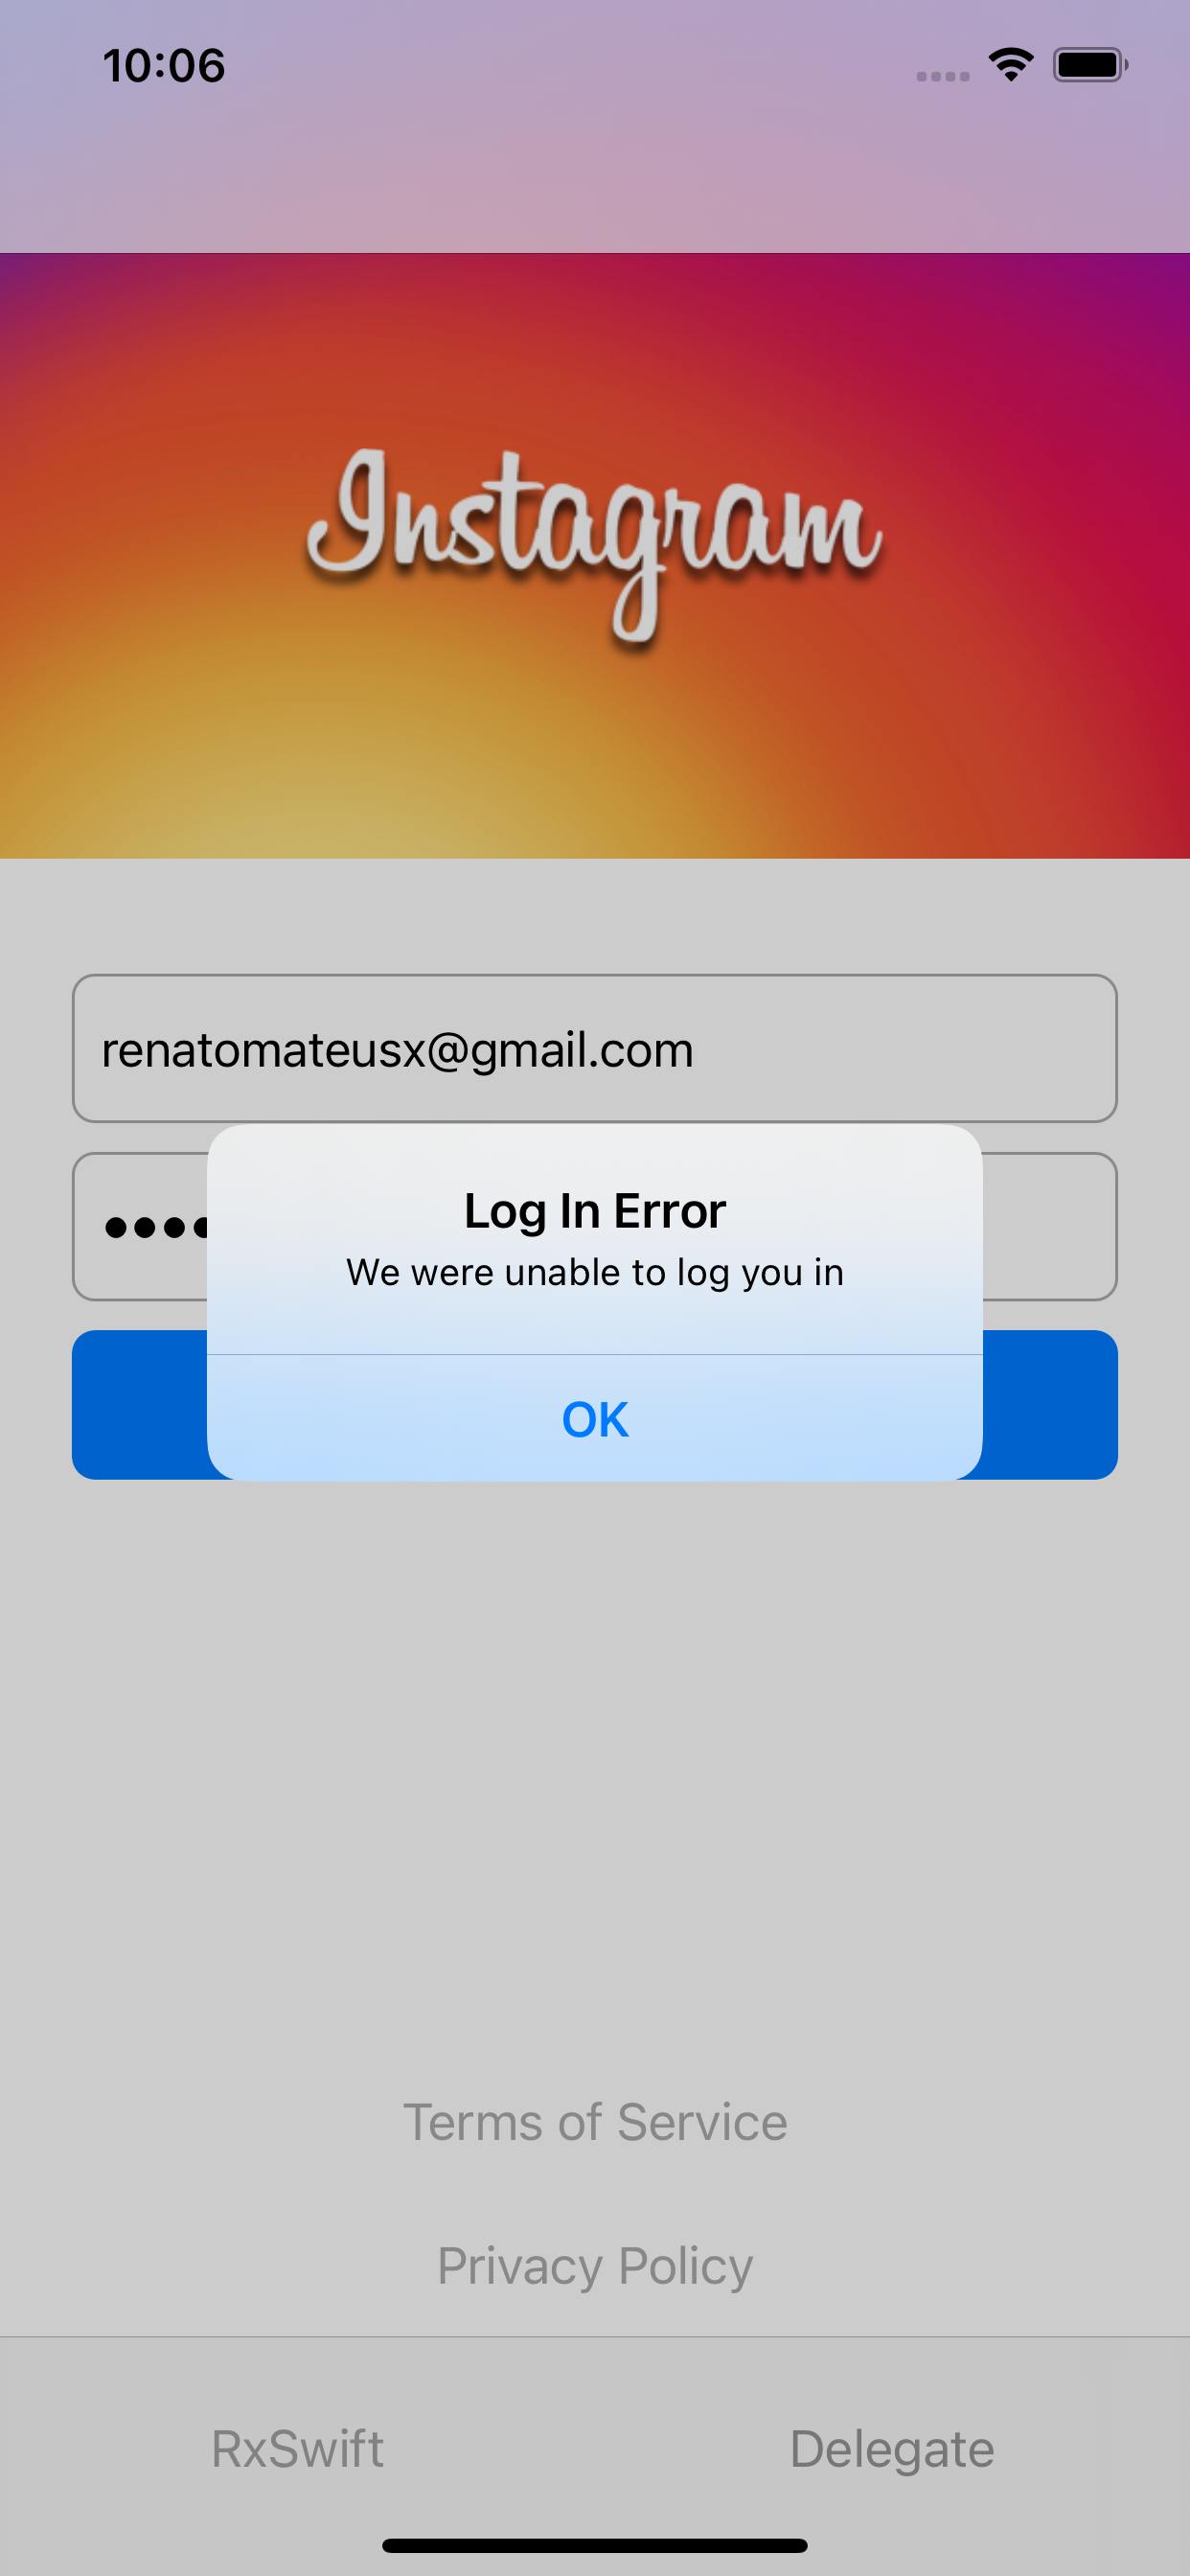 10:06
Instagram
renatomateusx@gmail.com
Log In Error
We were unable to log you in
OK
Terms of Service
Privacy Policy
RxSwift
Delegate